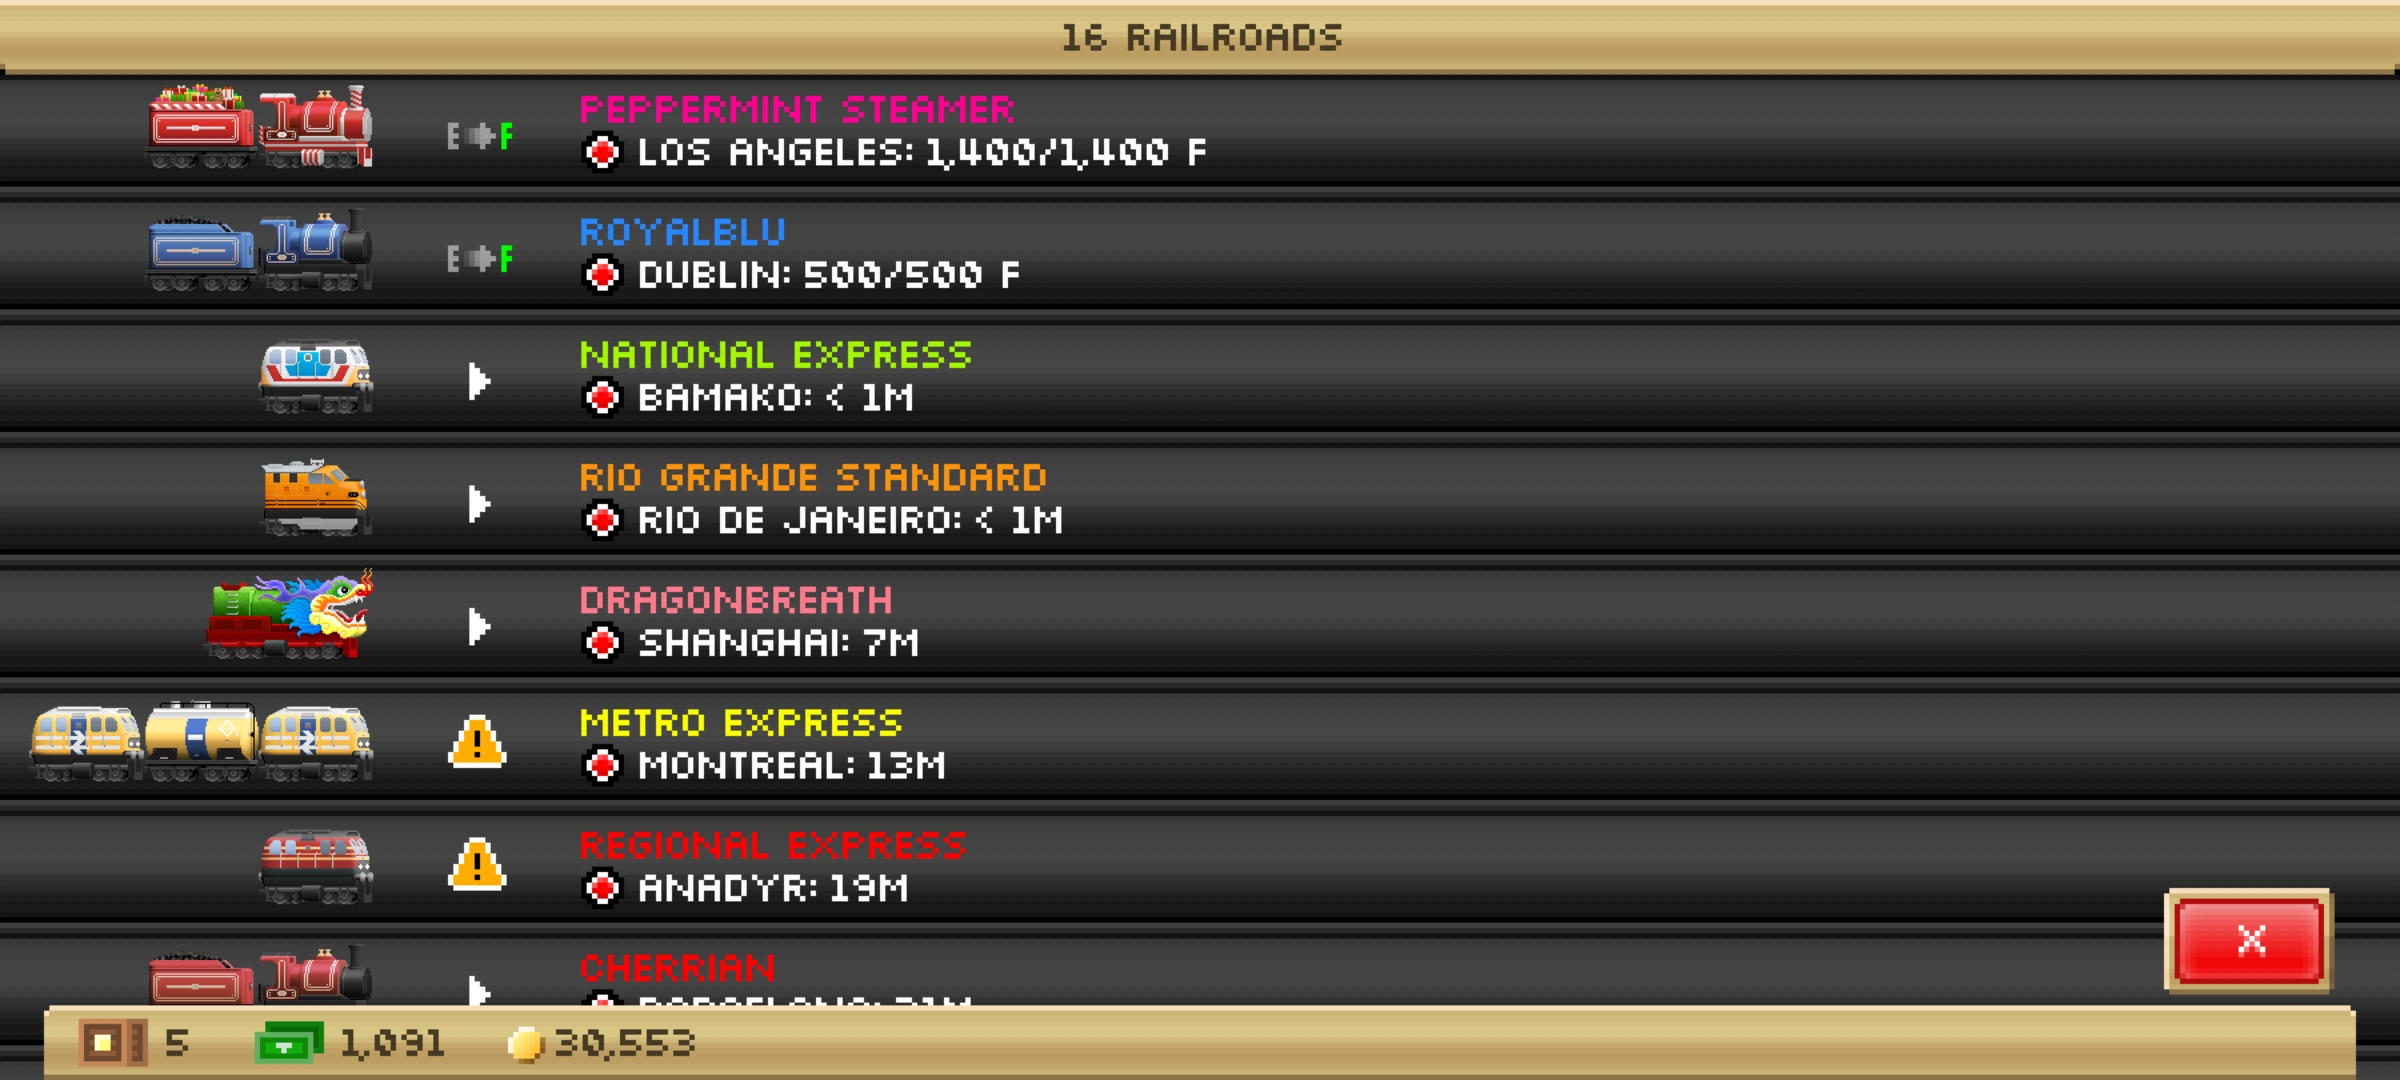 16 RAILROADS
PEPPERMINT STEAMER
E F
LOS ANGELES: 1,400/1,400 F
ROYALBLU
E F
DUBLIN: 500/500 F
NATIONAL EXPRESS
BAMAKO: < 1M
RIO GRANDE STANDARD
RIO DE JANEIRO: < 1M
DRAGONBREATH
SHANGHAI: 7M
METRO EXPRESS
MONTREAL: 13M
REGIONAL EXPRESS
ANADYR: 19M
CHERRIAN
X
5 1,091 30,553